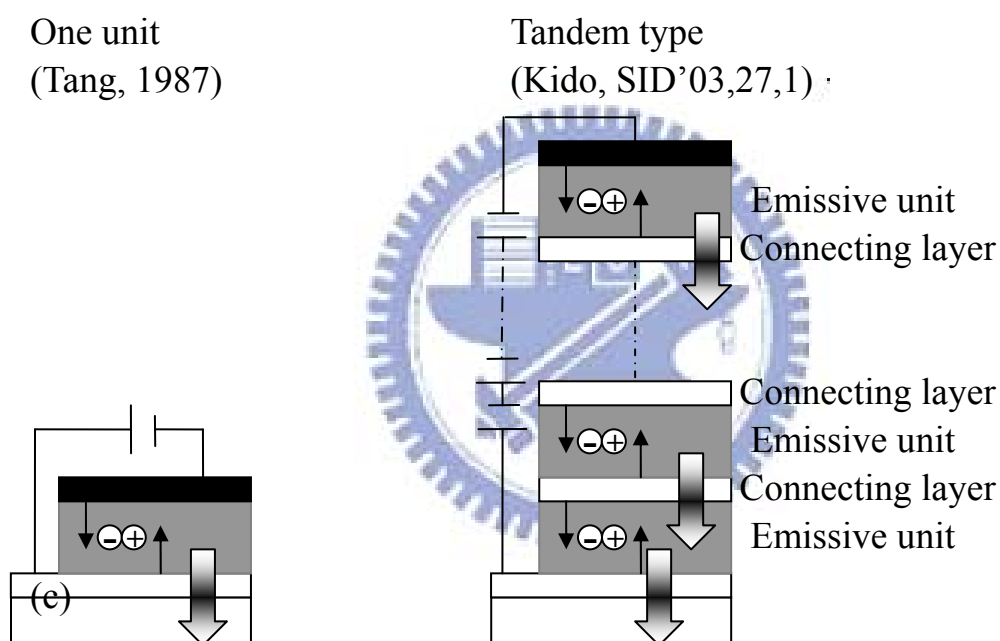 One unit
(Tang, 1987)
Tandem type
(Kido, SID’03,27,1)
- +
Emissive unit
Connecting layer
Connecting layer
- +
Emissive unit
Connecting layer
- +
Emissive unit
- +
(c)